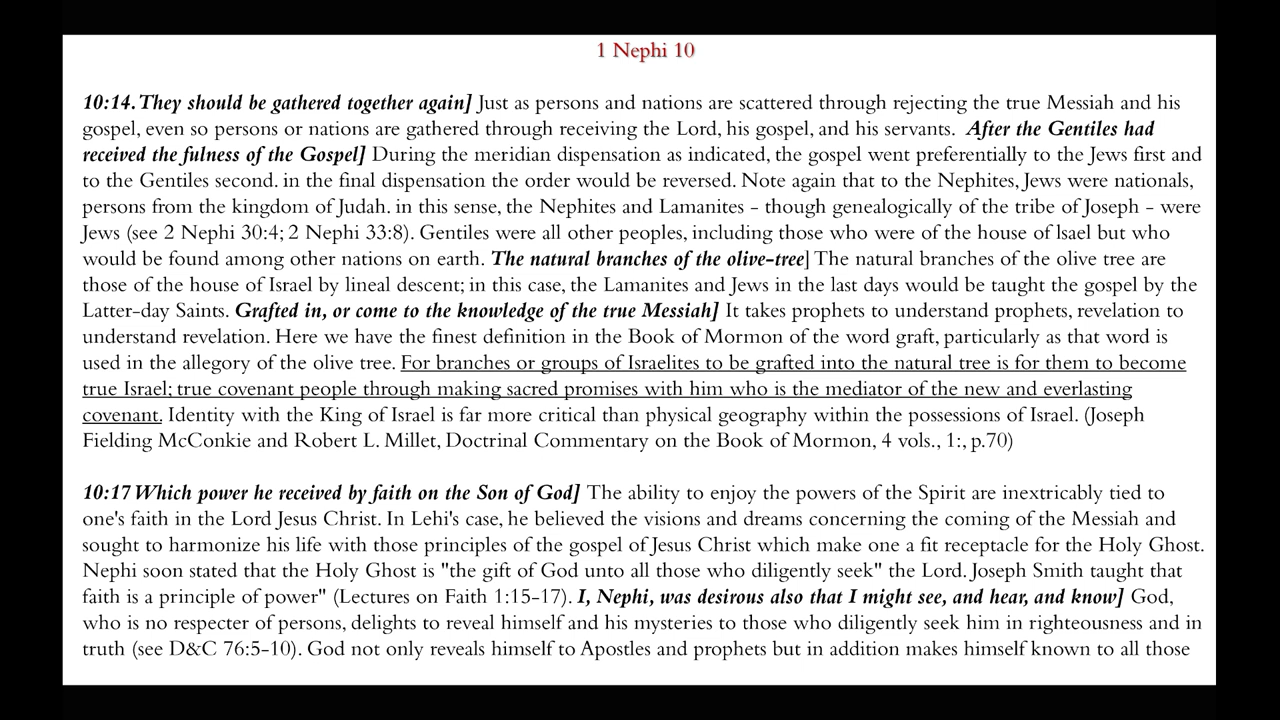 1 Nephi 10
10:14. They should be gathered together again] Just as persons and nations are scattered through rejecting the true Messiah and his
gospel, even so persons or nations are gathered through receiving the Lord, his gospel, and his servants. After the Gentiles had
received the fulness of the Gospel] During the meridian dispensation as indicated, the gospel went preferentially to the Jews first and
to the Gentiles second. in the final dispensation the order would be reversed. Note again that to the Nephites, Jews were nationals,
persons from the kingdom of Judah. in this sense, the Nephites and Lamanites - though genealogically of the tribe of Joseph - were
Jews (see 2 Nephi 30:4; 2 Nephi 33:8). Gentiles were all other peoples, including those who were of the house of lsael but who
would be found among other nations on earth. The natural branches of the olive-tree] The natural branches of the olive tree are
those of the house of Israel by lineal descent; in this case, the Lamanites and Jews in the last days would be taught the gospel by the
Latter-day Saints. Grafted in, or come to the knowledge of the true Messiah] It takes prophets to understand prophets, revelation to
understand revelation. Here we have the finest definition in the Book of Mormon of the word graft, particularly as that word is
used in the allegory of the olive tree. For branches or groups of Israelites to be grafted into the natural tree is for them to become
true Israel; true covenant people through making sacred promises with him who is the mediator of the new and everlasting
covenant. Identity with the King of Israel is far more critical than physical geography within the possessions of Israel. (Joseph
Fielding McConkie and Robert L. Millet, Doctrinal Commentary on the Book of Mormon, 4 vols., 1:, p.70)
10:17 Which power he received by faith on the Son of God] The ability to enjoy the powers of the Spirit are inextricably tied to
one's faith in the Lord Jesus Christ. In Lehi's case, he believed the visions and dreams concerning the coming of the Messiah and
sought to harmonize his life with those principles of the gospel of Jesus Christ which make one a fit receptacle for the Holy Ghost.
Nephi soon stated that the Holy Ghost is "the gift of God unto all those who diligently seek" the Lord. Joseph Smith taught that
faith is a principle of power" (Lectures on Faith 1:15-17). I, Nephi, was desirous also that I might see, and hear, and know] God,
who is no respecter of persons, delights to reveal himself and his mysteries to those who diligently seek him in righteousness and in
truth (see D&C 76:5-10). God not only reveals himself to Apostles and prophets but in addition makes himself known to all those